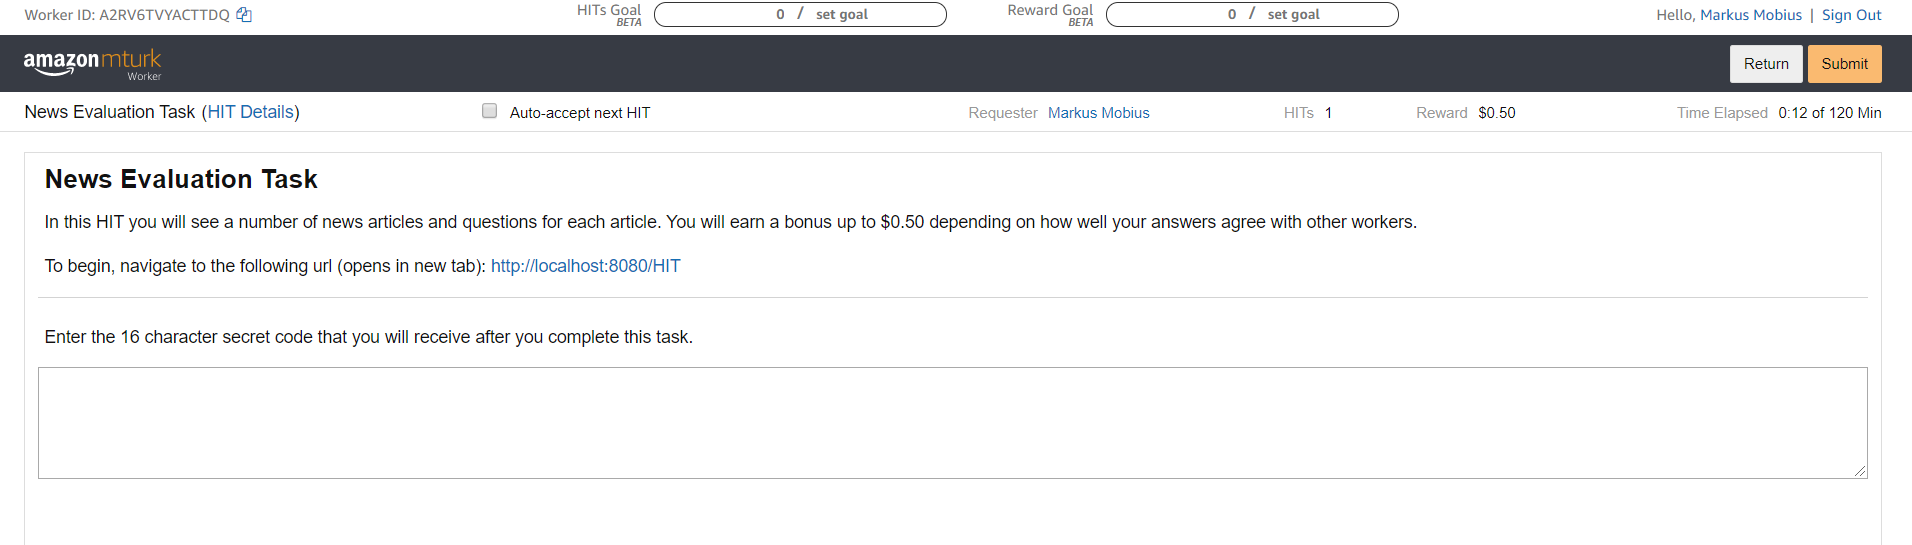 Worker ID: A2RV6TVYACTTDQ
HITs Goal
BETA
0 / set goal
Reward Goal
BETA
0 / set goal
Hello, Markus Mobius | Sign Out
amazonmturk
Worker
Return
Submit
News Evaluation Task (HIT Details)
Auto-accept next HIT
Requester Markus Mobius
HITs 1
Reward $0.50
Time Elapsed 0:12 of 120 Min
News Evaluation Task
In this HIT you will see a number of news articles and questions for each article. You will earn a bonus up to $0.50 depending on how well your answers agree with other workers.
To begin, navigate to the following url (opens in new tab): http://localhost:8080/HIT
Enter the 16 character secret code that you will receive after you complete this task.